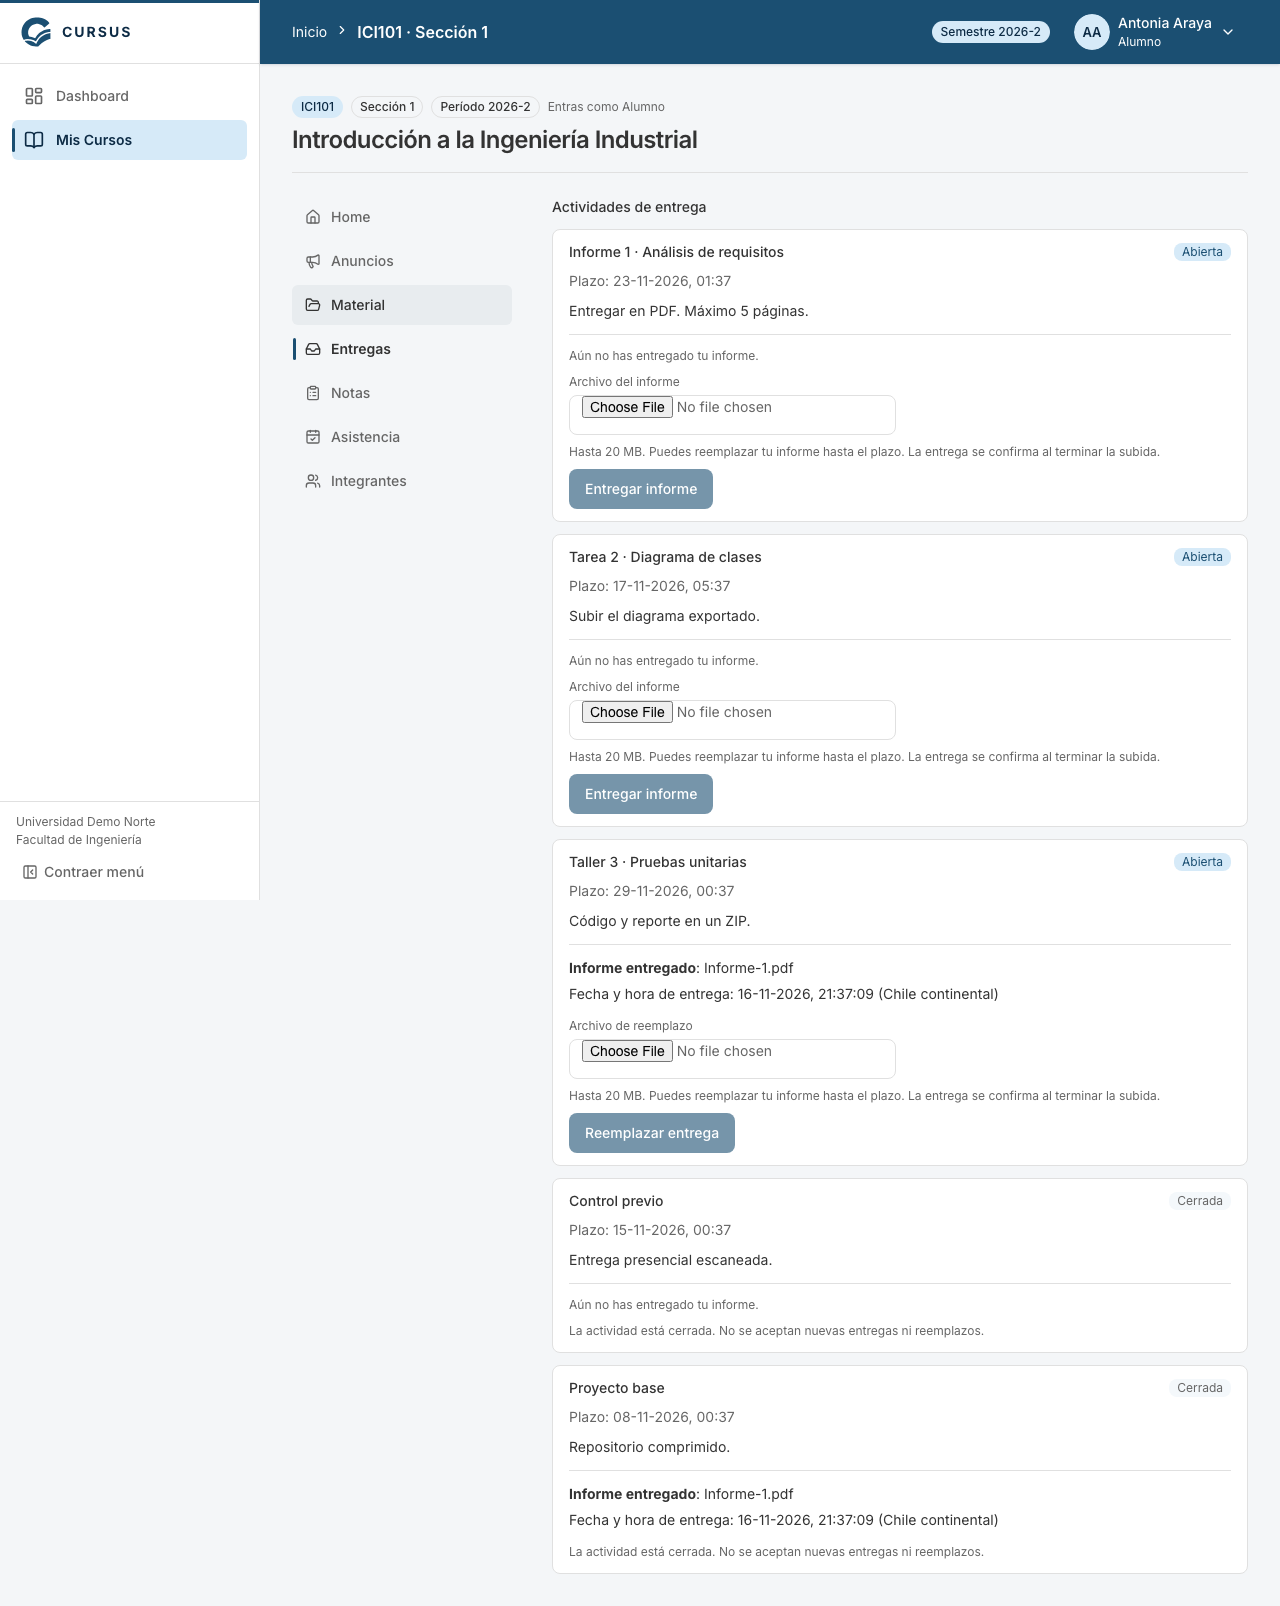 CURSUS
Inicio
ICI101 · Sección 1
Semestre 2026-2
AA
Antonia Araya
Alumno
Dashboard
Mis Cursos
ICI101
Sección 1
Período 2026-2
Entras como Alumno
Introducción a la Ingeniería Industrial
Home
Anuncios
Material
Entregas
Notas
Asistencia
Integrantes
Actividades de entrega
Informe 1 · Análisis de requisitos
Abierta
Plazo: 23-11-2026, 01:37
Entregar en PDF. Máximo 5 páginas.
Aún no has entregado tu informe.
Archivo del informe
Choose File No file chosen
Hasta 20 MB. Puedes reemplazar tu informe hasta el plazo. La entrega se confirma al terminar la subida.
Entregar informe
Tarea 2 · Diagrama de clases
Abierta
Plazo: 17-11-2026, 05:37
Subir el diagrama exportado.
Aún no has entregado tu informe.
Archivo del informe
Choose File No file chosen
Hasta 20 MB. Puedes reemplazar tu informe hasta el plazo. La entrega se confirma al terminar la subida.
Entregar informe
Taller 3 · Pruebas unitarias
Abierta
Plazo: 29-11-2026, 00:37
Código y reporte en un ZIP.
Informe entregado: Informe-1.pdf
Fecha y hora de entrega: 16-11-2026, 21:37:09 (Chile continental)
Archivo de reemplazo
Choose File No file chosen
Hasta 20 MB. Puedes reemplazar tu informe hasta el plazo. La entrega se confirma al terminar la subida.
Reemplazar entrega
Control previo
Cerrada
Plazo: 15-11-2026, 00:37
Entrega presencial escaneada.
Aún no has entregado tu informe.
La actividad está cerrada. No se aceptan nuevas entregas ni reemplazos.
Proyecto base
Cerrada
Plazo: 08-11-2026, 00:37
Repositorio comprimido.
Informe entregado: Informe-1.pdf
Fecha y hora de entrega: 16-11-2026, 21:37:09 (Chile continental)
La actividad está cerrada. No se aceptan nuevas entregas ni reemplazos.
Universidad Demo Norte
Facultad de Ingeniería
Contraer menú